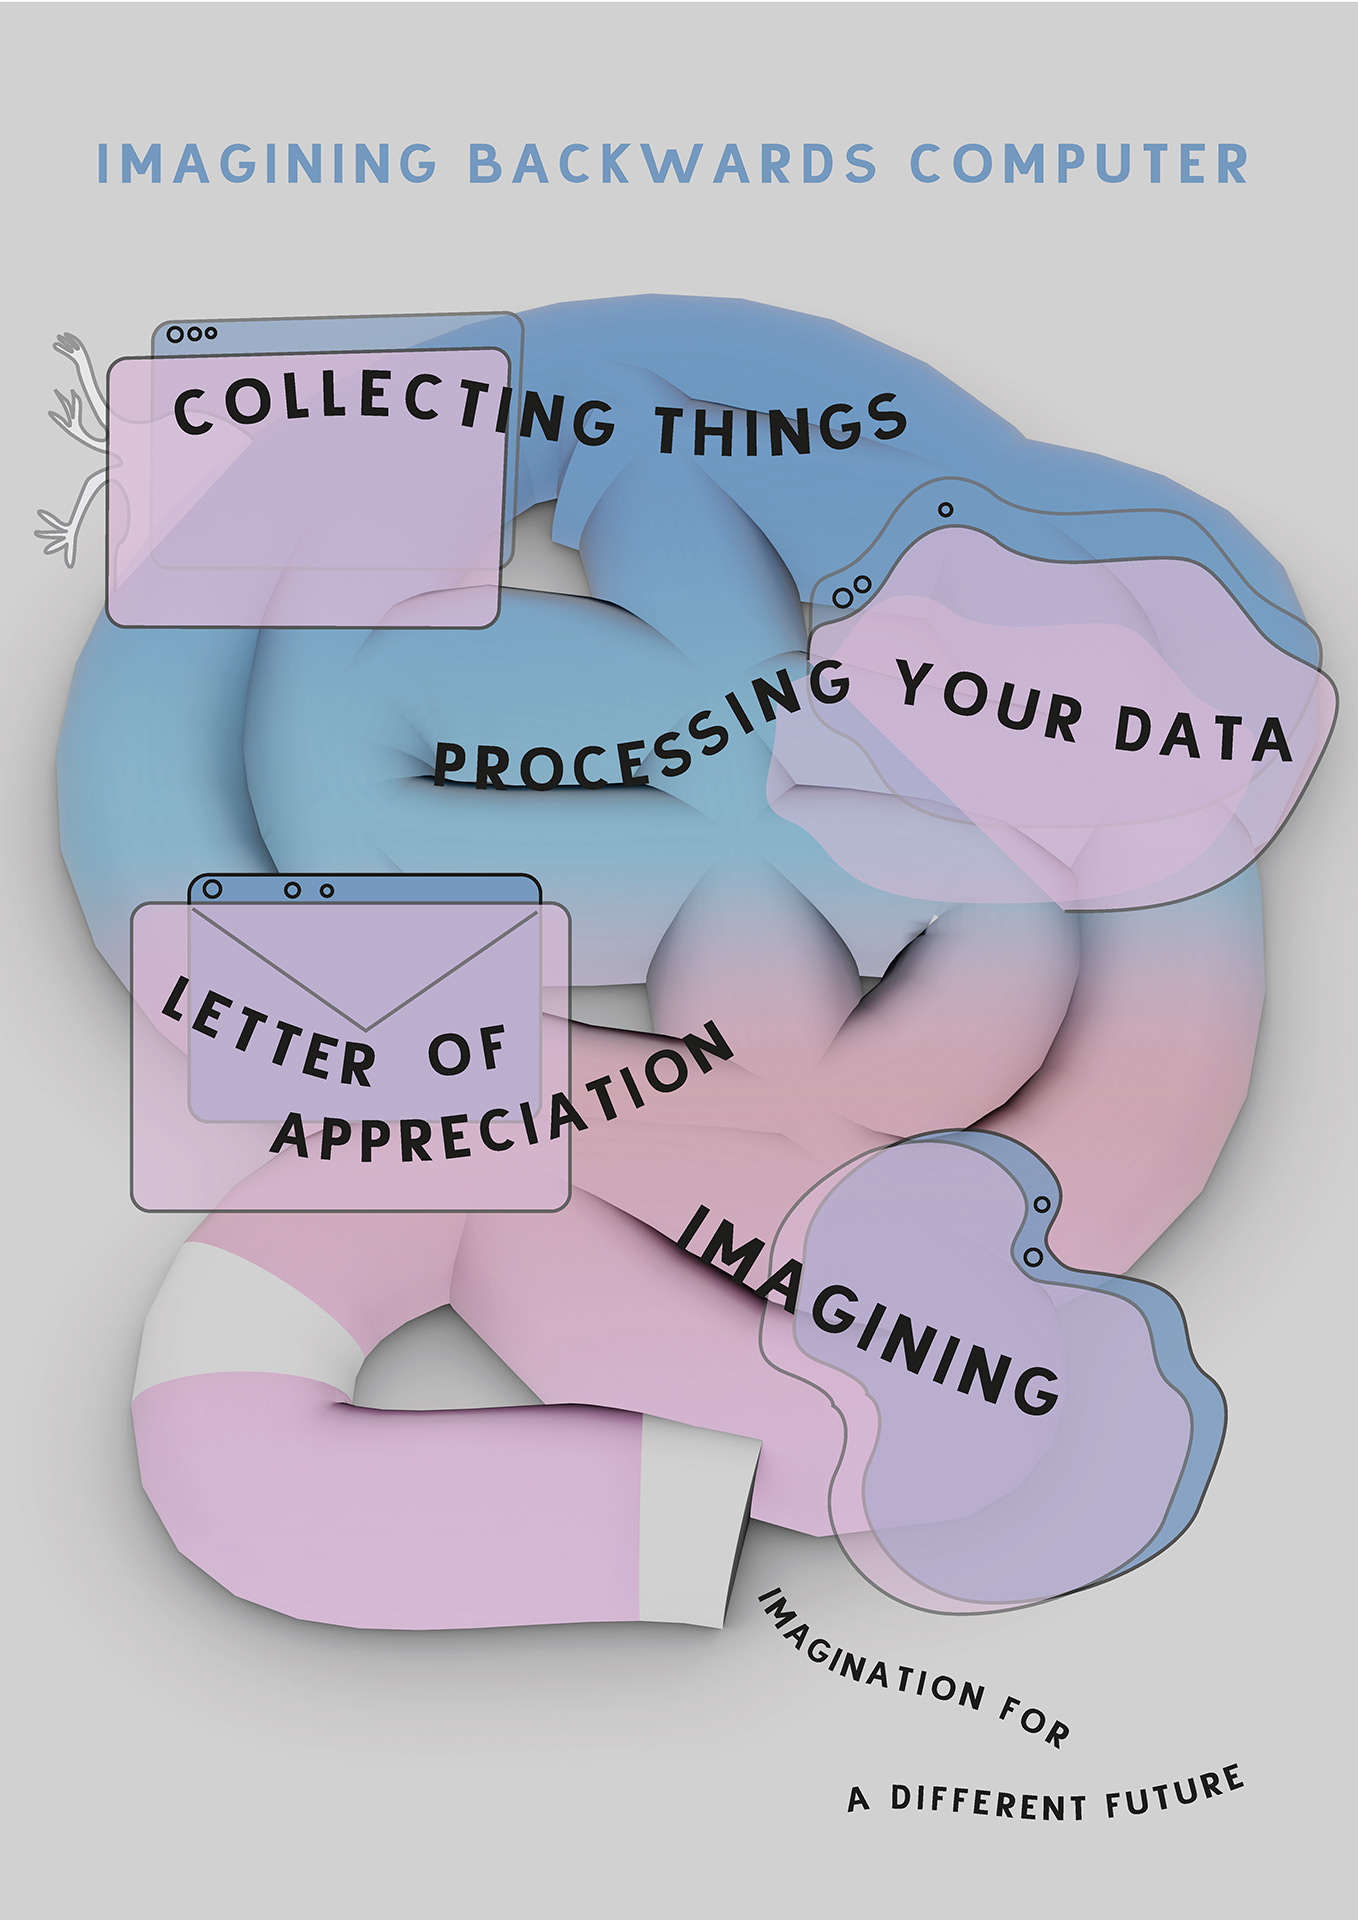 IMAGINING BACKWARDS COMPUTER
COLLECTING THINGS
PROCESSING YOUR DATA
LETTER OF
APPRECIATION
IMAGINING
IMAGINATION FOR
A DIFFERENT FUTURE